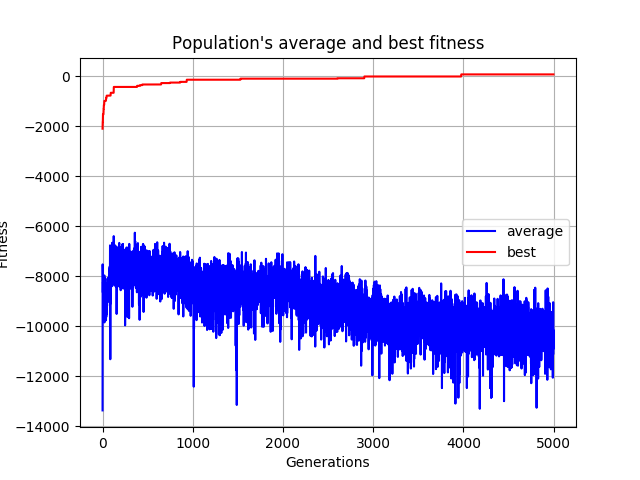 Population's average and best fitness
0
−2000
−4000
−6000
−8000
−10000
−12000
−14000
Fitness
average
best
0 1000 2000 3000 4000 5000
Generations